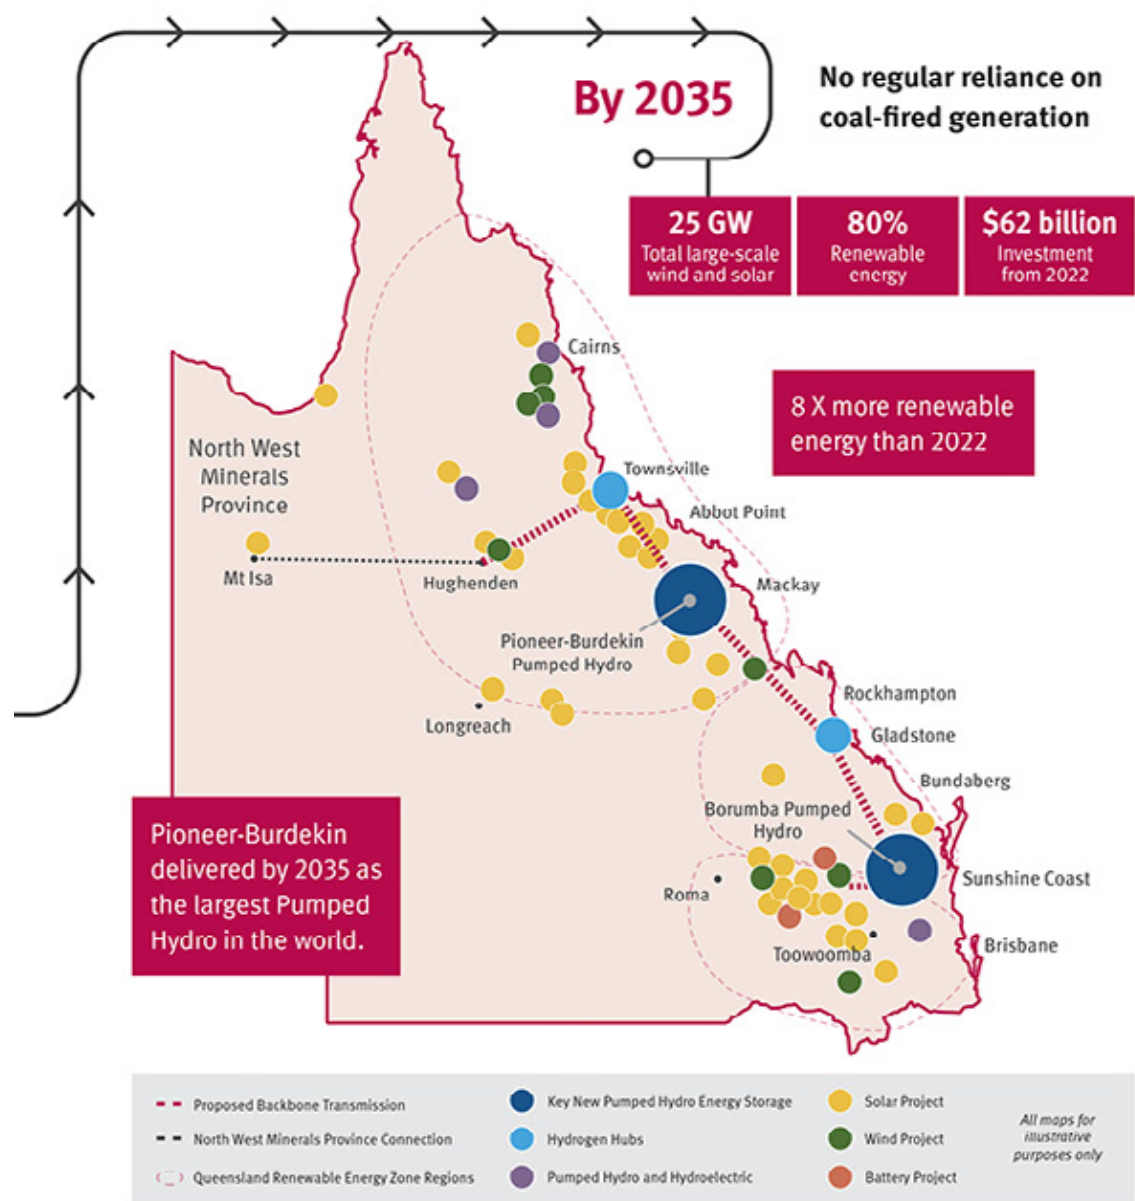 By 2035
No regular reliance on
coal-fired generation
25 GW
Total large-scale
wind and solar
80%
Renewable
energy
$62 billion
Investment
from 2022
8 X more renewable
energy than 2022
Cairns
North West
Minerals
Province
Townsville
Abbot Point
Mt Isa
Hughenden
Mackay
Pioneer-Burdekin
Pumped Hydro
Longreach
Rockhampton
Gladstone
Bundaberg
Borumba Pumped
Hydro
Roma
Sunshine Coast
Toowoomba
Brisbane
Pioneer-Burdekin
delivered by 2035 as
the largest Pumped
Hydro in the world.
Proposed Backbone Transmission
North West Minerals Province Connection
Queensland Renewable Energy Zone Regions
Key New Pumped Hydro Energy Storage
Hydrogen Hubs
Pumped Hydro and Hydroelectric
Solar Project
Wind Project
Battery Project
All maps for
illustrative
purposes only